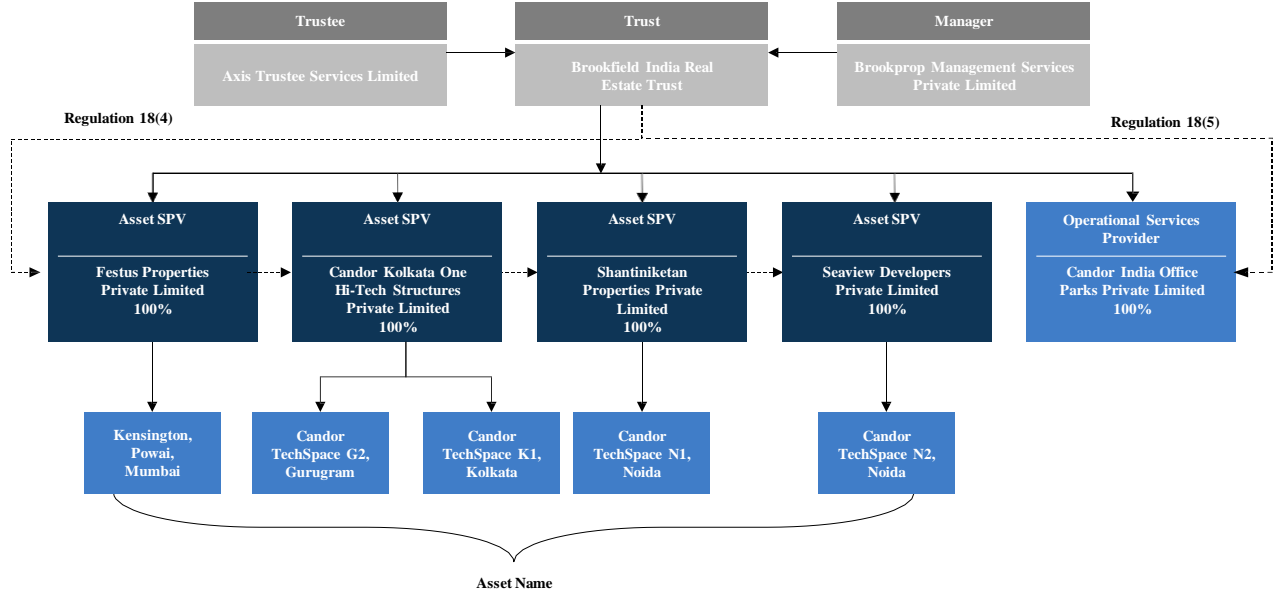 Trustee
Trust
Manager
Axis Trustee Services Limited
Brookfield India Real
Estate Trust
Brookprop Management Services
Private Limited
Regulation 18(4)
Regulation 18(5)
Asset SPV
Festus Properties
Private Limited
100%
Asset SPV
Candor Kolkata One
Hi-Tech Structures
Private Limited
100%
Asset SPV
Shantiniketan
Properties Private
Limited
100%
Asset SPV
Seaview Developers
Private Limited
100%
Operational Services
Provider
Candor India Office
Parks Private Limited
100%
Kensington,
Powai,
Mumbai
Candor
TechSpace G2,
Gurugram
Candor
TechSpace K1,
Kolkata
Candor
TechSpace N1,
Noida
Candor
TechSpace N2,
Noida
Asset Name